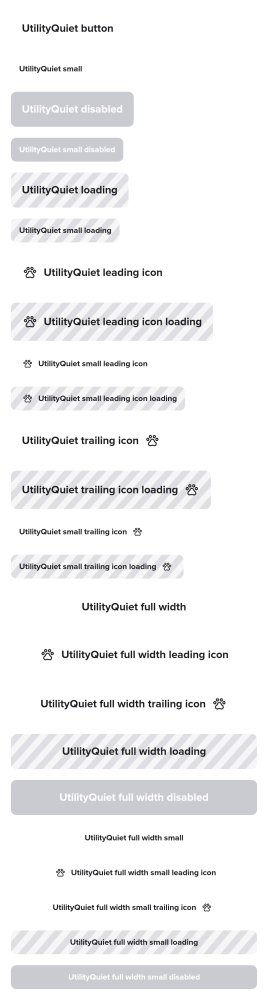 UtilityQuiet button
UtilityQuiet small
UtilityQuiet disabled
UtilityQuiet small disabled
UtilityQuiet loading
UtilityQuiet small loading
UtilityQuiet leading icon
UtilityQuiet leading icon loading
UtilityQuiet small leading icon
UtilityQuiet small leading icon loading
UtilityQuiet trailing icon
UtilityQuiet trailing icon loading
UtilityQuiet small trailing icon
UtilityQuiet small trailing icon loading
UtilityQuiet full width
UtilityQuiet full width leading icon
UtilityQuiet full width trailing icon
UtilityQuiet full width loading
UtilityQuiet full width disabled
UtilityQuiet full width small
UtilityQuiet full width small leading icon
UtilityQuiet full width small trailing icon
UtilityQuiet full width small loading
UtilityQuiet full width small disabled